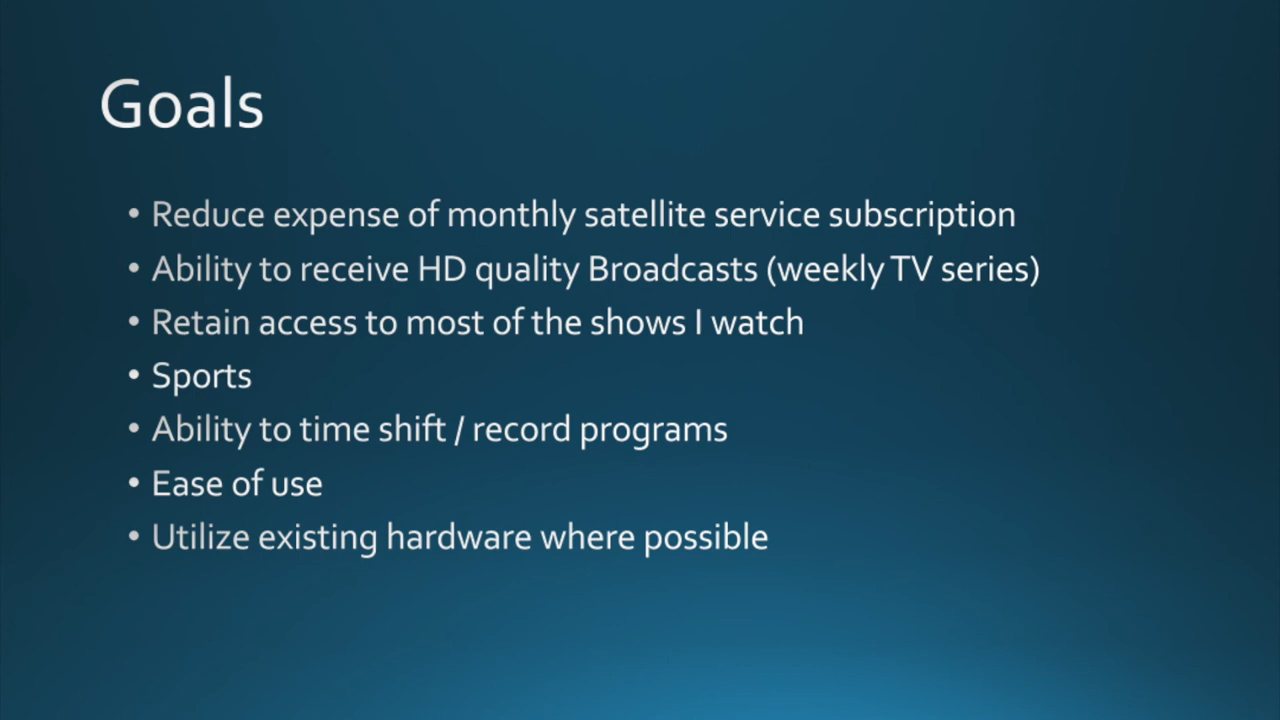 Goals
• Reduce expense of monthly satellite service subscription
• Ability to receive HD quality Broadcasts (weekly TV series)
• Retain access to most of the shows I watch
• Sports
• Ability to time shift / record programs
• Ease of use
• Utilize existing hardware where possible